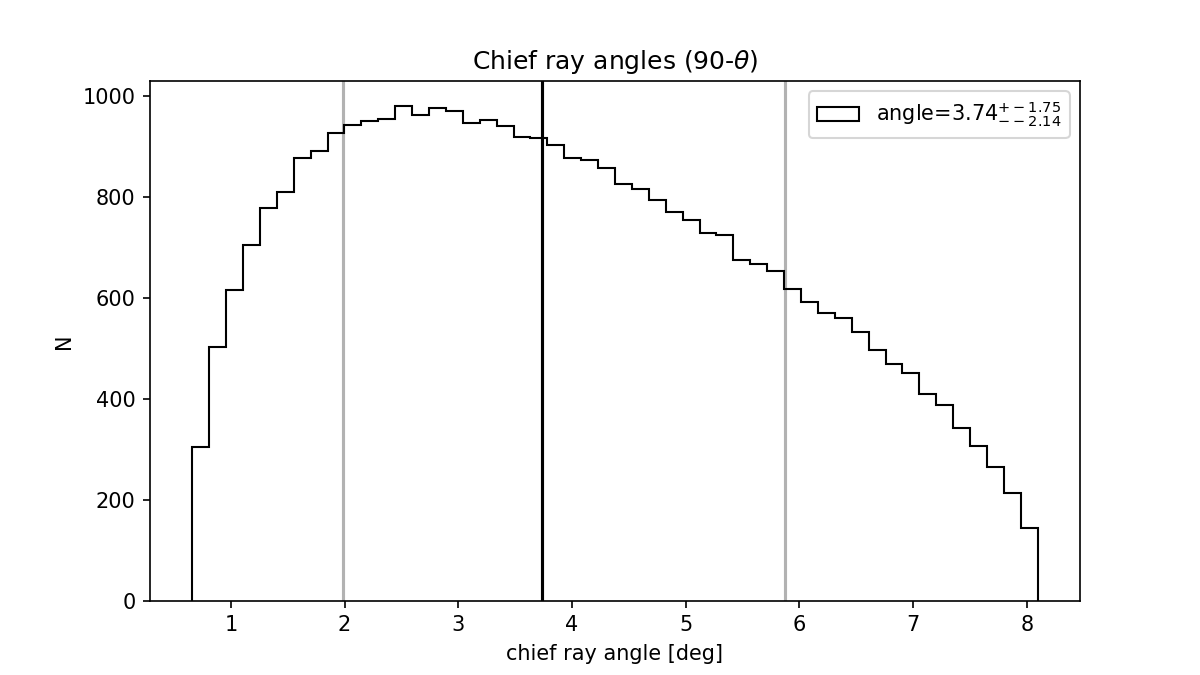 Chief ray angles (90-θ)
angle=3.74+−1.75−−2.14
N
1000
800
600
400
200
0
1 2 3 4 5 6 7 8
chief ray angle [deg]